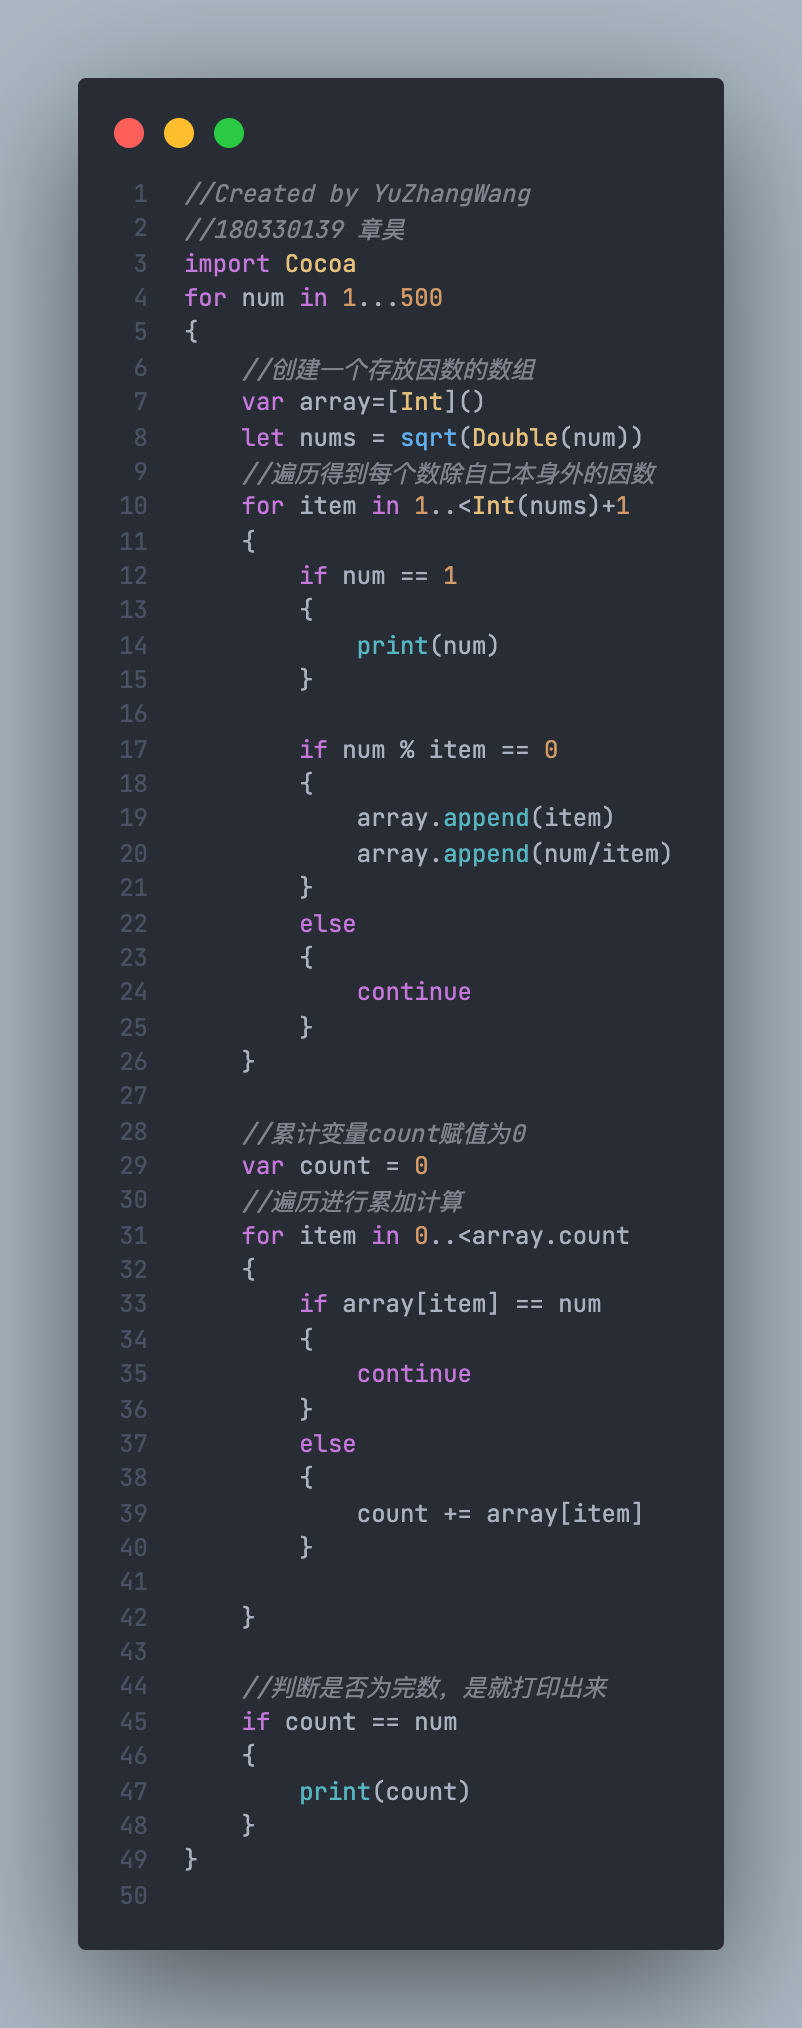 1 //Created by YuZhangWang
2 //180330139 章昊
3 import Cocoa
4 for num in 1...500
5 {
6     //创建一个存放因数的数组
7     var array=[Int]()
8     let nums = sqrt(Double(num))
9     //遍历得到每个数除自己本身外的因数
10     for item in 1..<Int(nums)+1
11     {
12         if num == 1
13         {
14             print(num)
15         }
16
17         if num % item == 0
18         {
19             array.append(item)
20             array.append(num/item)
21         }
22         else
23         {
24             continue
25         }
26     }
27
28     //累计变量count赋值为0
29     var count = 0
30     //遍历进行累加计算
31     for item in 0..<array.count
32     {
33         if array[item] == num
34         {
35             continue
36         }
37         else
38         {
39             count += array[item]
40         }
41
42     }
43
44     //判断是否为完数, 是就打印出来
45     if count == num
46     {
47         print(count)
48     }
49 }
50